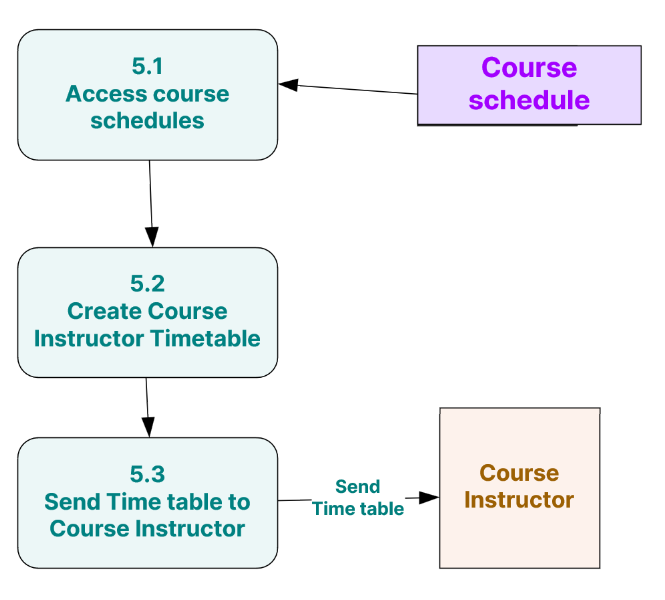 5.1
Access course
schedules
Course
schedule
5.2
Create Course
Instructor Timetable
5.3
Send Time table to
Course Instructor
Send
Time table
Course
Instructor